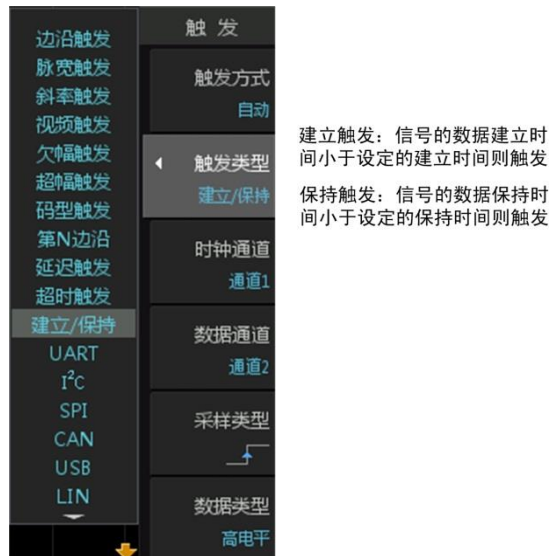 边沿触发
脉宽触发
斜率触发
视频触发
欠幅触发
超幅触发
码型触发
第N边沿
延迟触发
超时触发
建立/保持
UART
I²C
SPI
CAN
USB
LIN
触 发
触发方式
自动
触发类型
建立/保持
时钟通道
通道1
数据通道
通道2
采样类型
数据类型
高电平
建立触发：信号的数据建立时
间小于设定的建立时间则触发
保持触发：信号的数据保持时
间小于设定的保持时间则触发